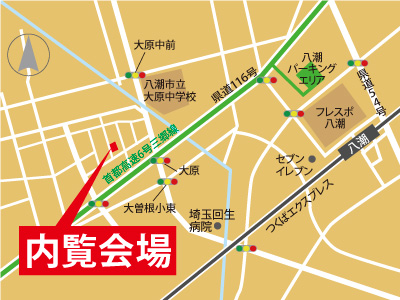 大原中前
八潮市立
大原中学校
県道116号
八潮
パーキング
エリア
県道54号
フレスポ
八潮
八潮
首都高速6号三郷線
大原
セブン
イレブン
大曽根小東
つくばエクスプレス
埼玉回生
病院
内覧会場